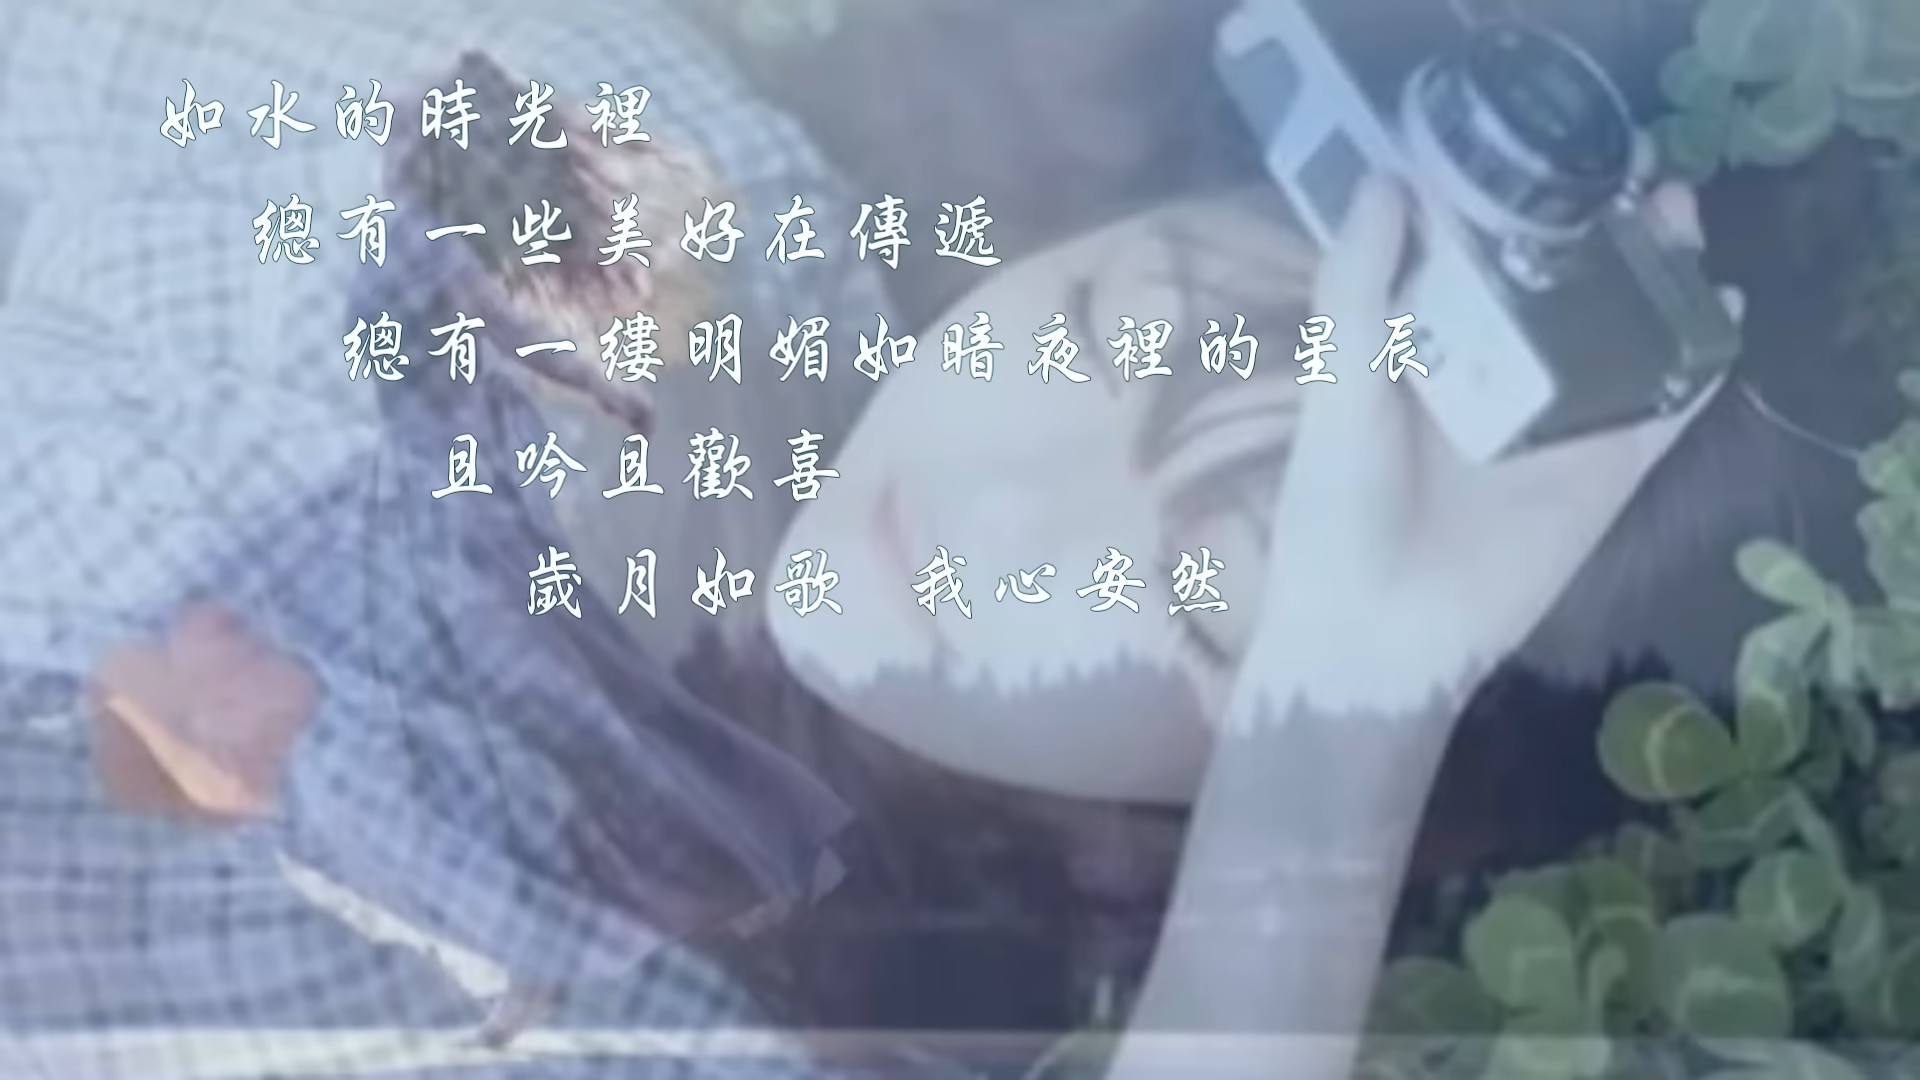 如水的時光裡
總有一些美好在傳遞
總有一縷明媚如暗夜裡的星辰
且吟且歡喜
歲月如歌 我心安然